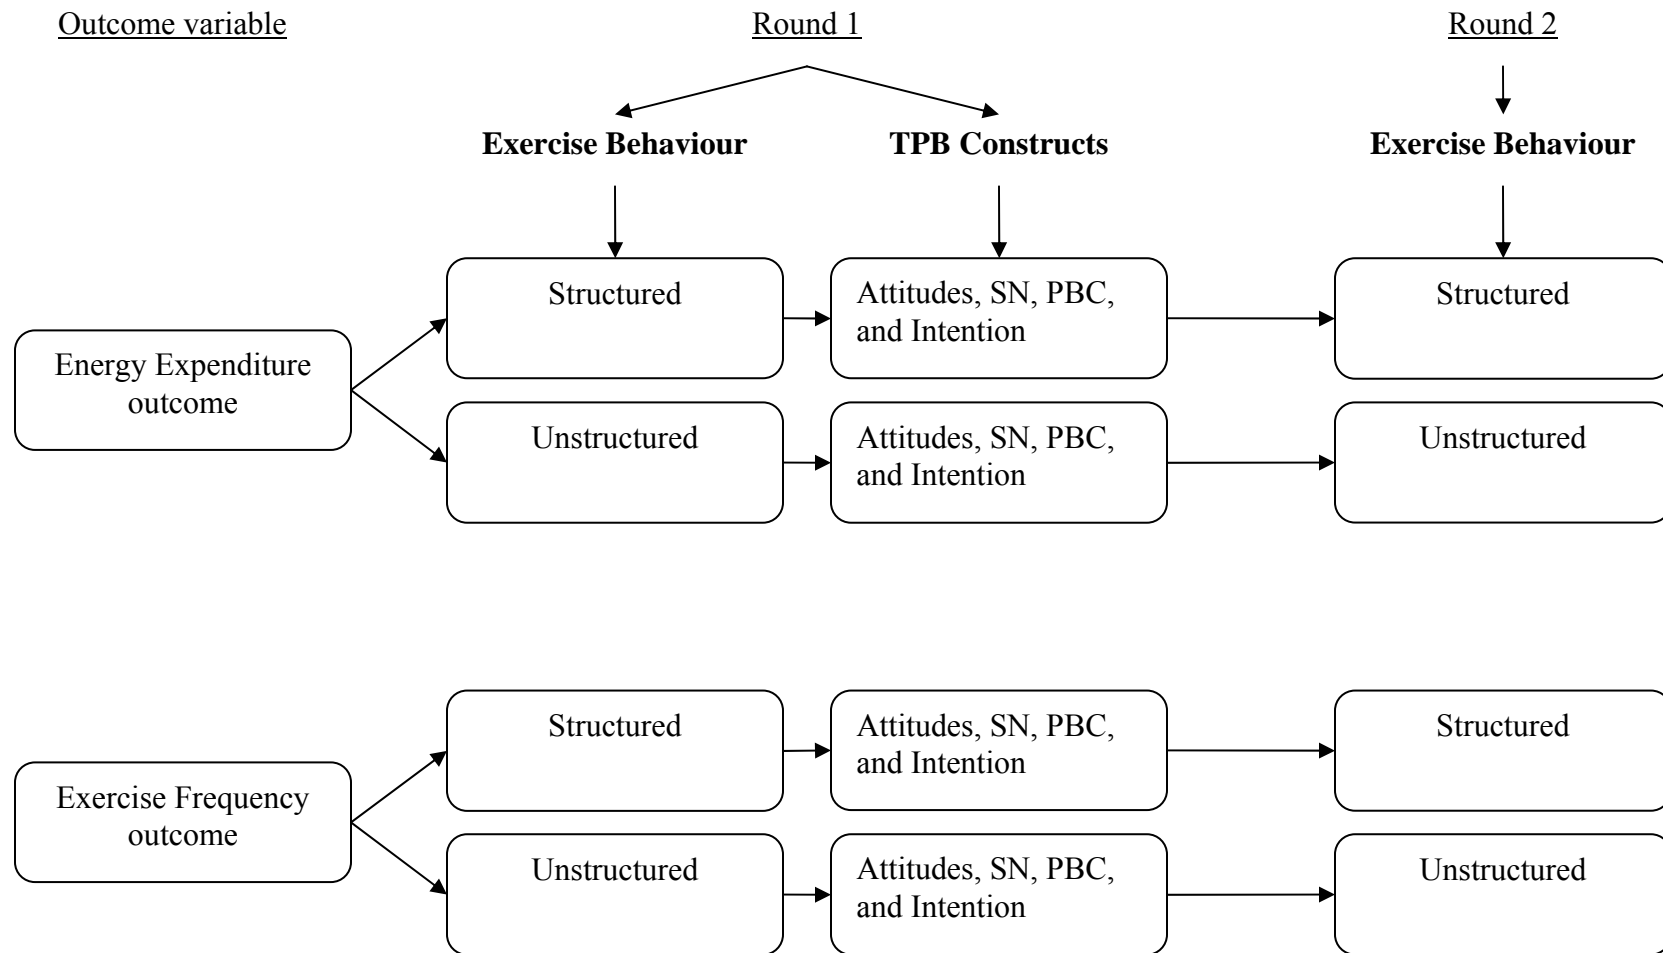 Outcome variable
Round 1
Round 2
Exercise Behaviour
TPB Constructs
Exercise Behaviour
Energy Expenditure
outcome
Structured
Attitudes, SN, PBC,
and Intention
Structured
Unstructured
Attitudes, SN, PBC,
and Intention
Unstructured
Exercise Frequency
outcome
Structured
Attitudes, SN, PBC,
and Intention
Structured
Unstructured
Attitudes, SN, PBC,
and Intention
Unstructured